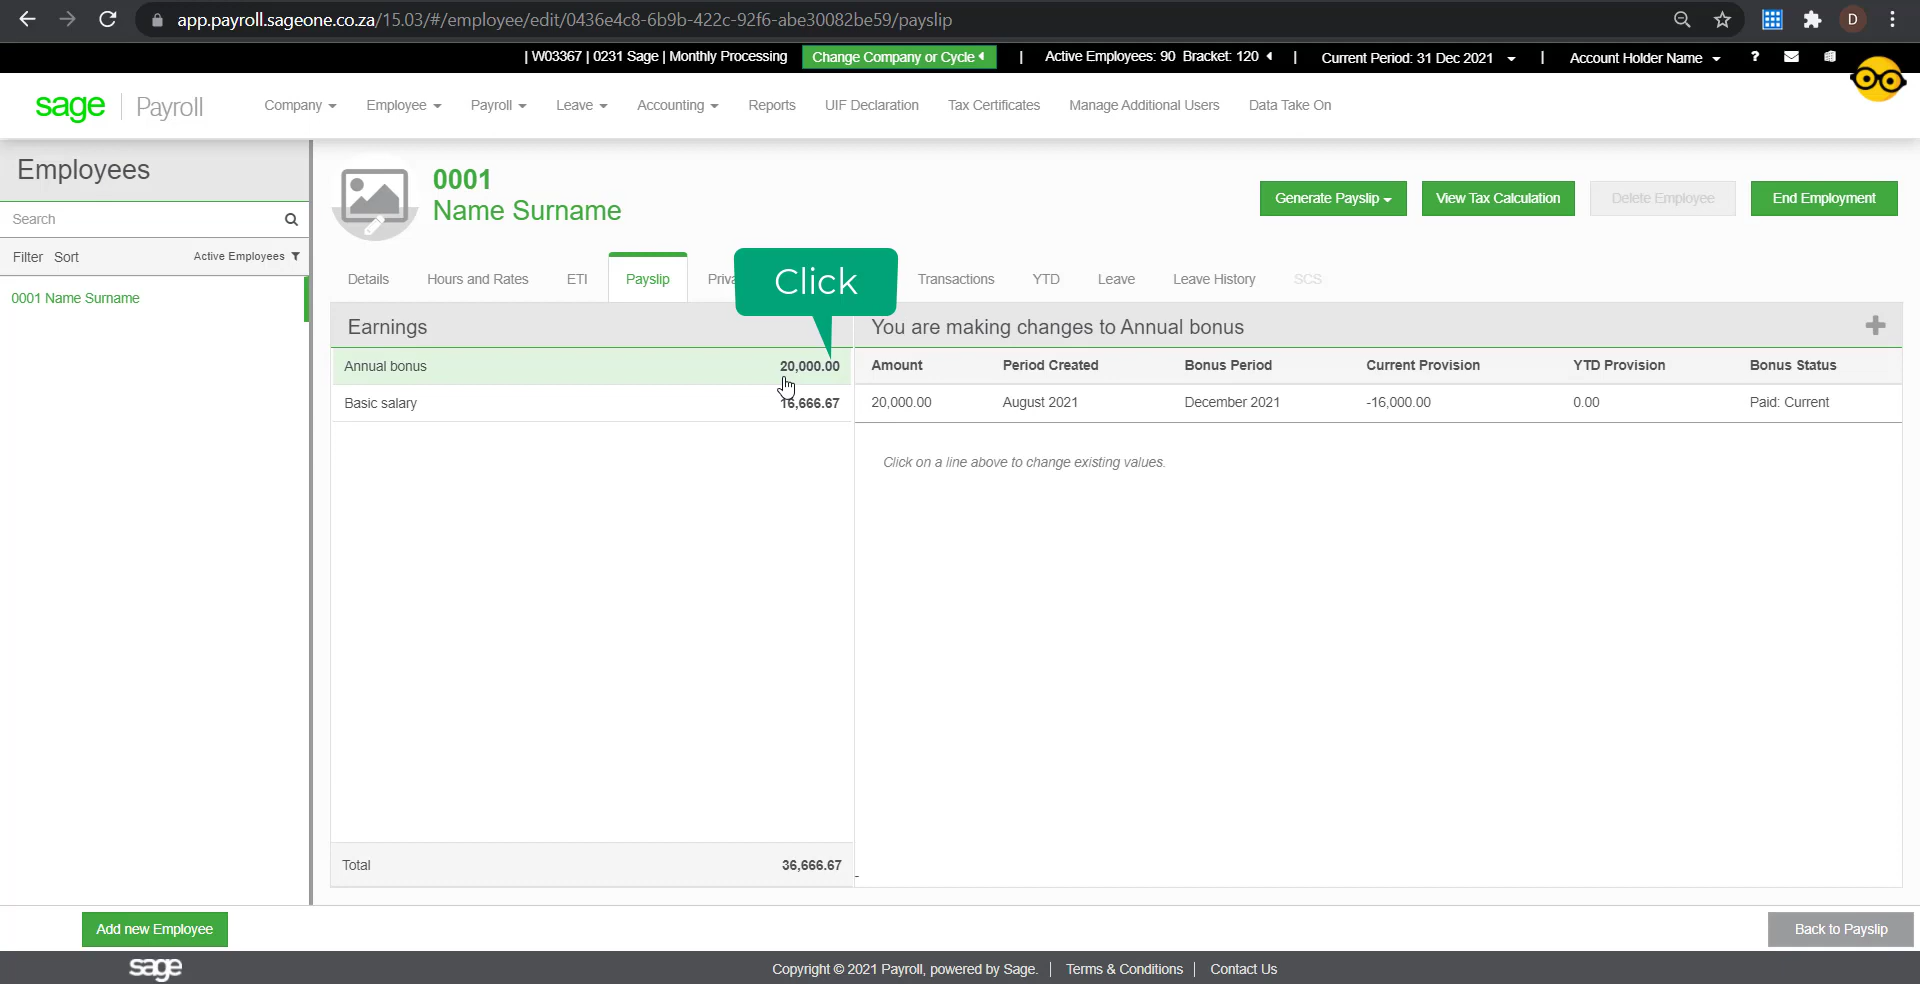 app.payroll.sageone.co.za/15.03/#/employee/edit/0436e4c8-6b9b-422c-92f6-abe30082be59/payslip
D
| W03367 | 0231 Sage | Monthly Processing Change Company or Cycle | Active Employees: 90 Bracket: 120 | Current Period: 31 Dec 2021 | Account Holder Name ?
sage Payroll Company Employee Payroll Leave Accounting Reports UIF Declaration Tax Certificates Manage Additional Users Data Take On
Employees
Search
Filter Sort Active Employees
0001 Name Surname
0001
Name Surname
Generate Payslip View Tax Calculation Delete Employee End Employment
Details Hours and Rates ETI Payslip Transactions YTD Leave Leave History SCS
Click
Earnings
Annual bonus 20,000.00
Basic salary 16,666.67
Total 36,666.67
You are making changes to Annual bonus
Amount Period Created Bonus Period Current Provision YTD Provision Bonus Status
20,000.00 August 2021 December 2021 -16,000.00 0.00 Paid: Current
Click on a line above to change existing values.
Add new Employee
Back to Payslip
sage
Copyright © 2021 Payroll, powered by Sage. | Terms & Conditions | Contact Us